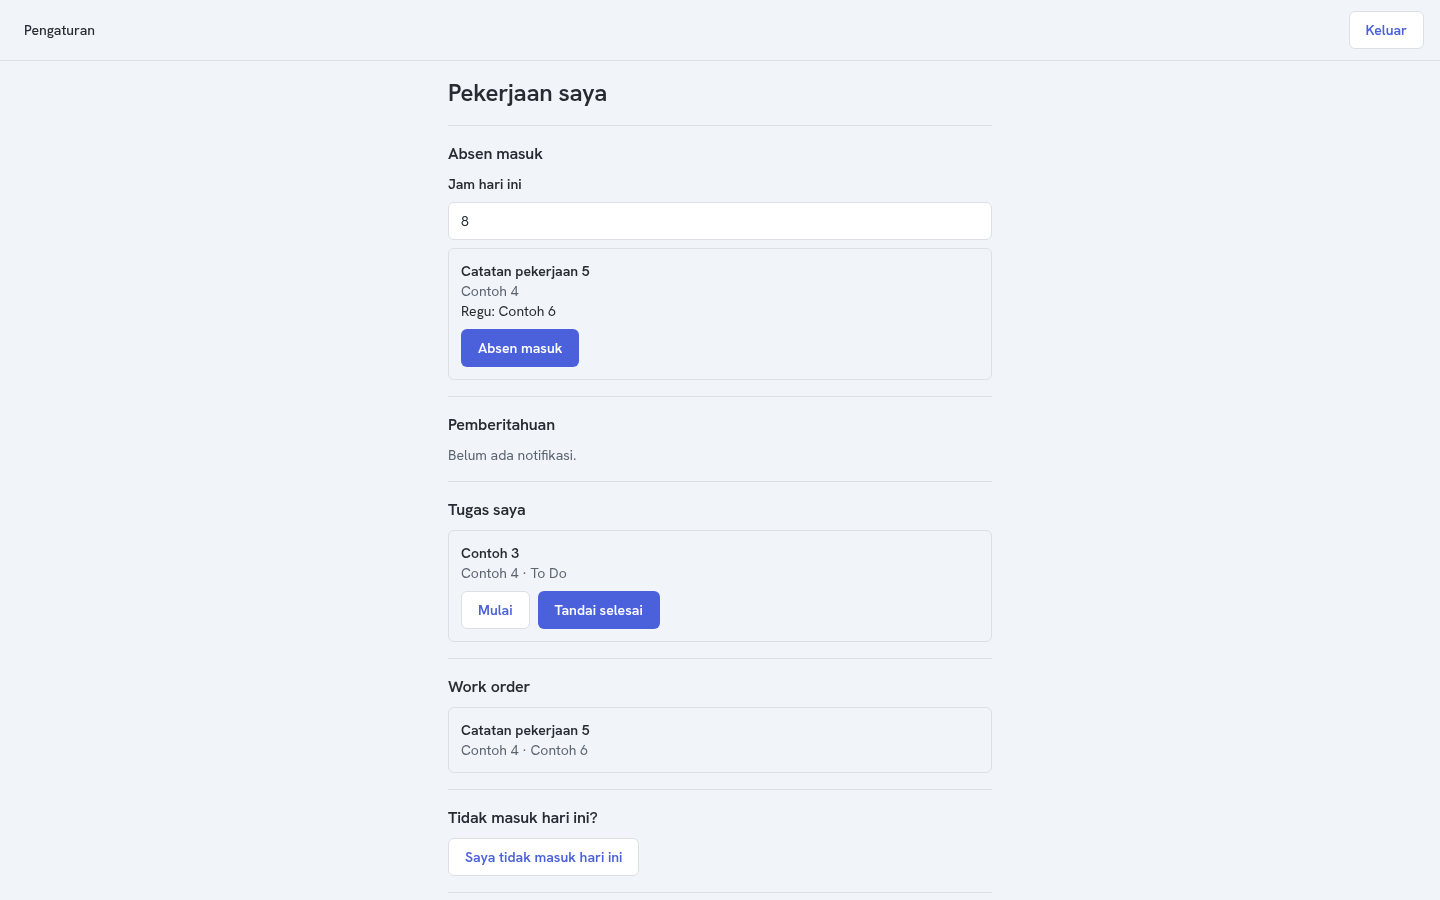 Pengaturan
Keluar
Pekerjaan saya
Absen masuk
Jam hari ini
8
Catatan pekerjaan 5
Contoh 4
Regu: Contoh 6
Absen masuk
Pemberitahuan
Belum ada notifikasi.
Tugas saya
Contoh 3
Contoh 4 · To Do
Mulai
Tandai selesai
Work order
Catatan pekerjaan 5
Contoh 4 · Contoh 6
Tidak masuk hari ini?
Saya tidak masuk hari ini